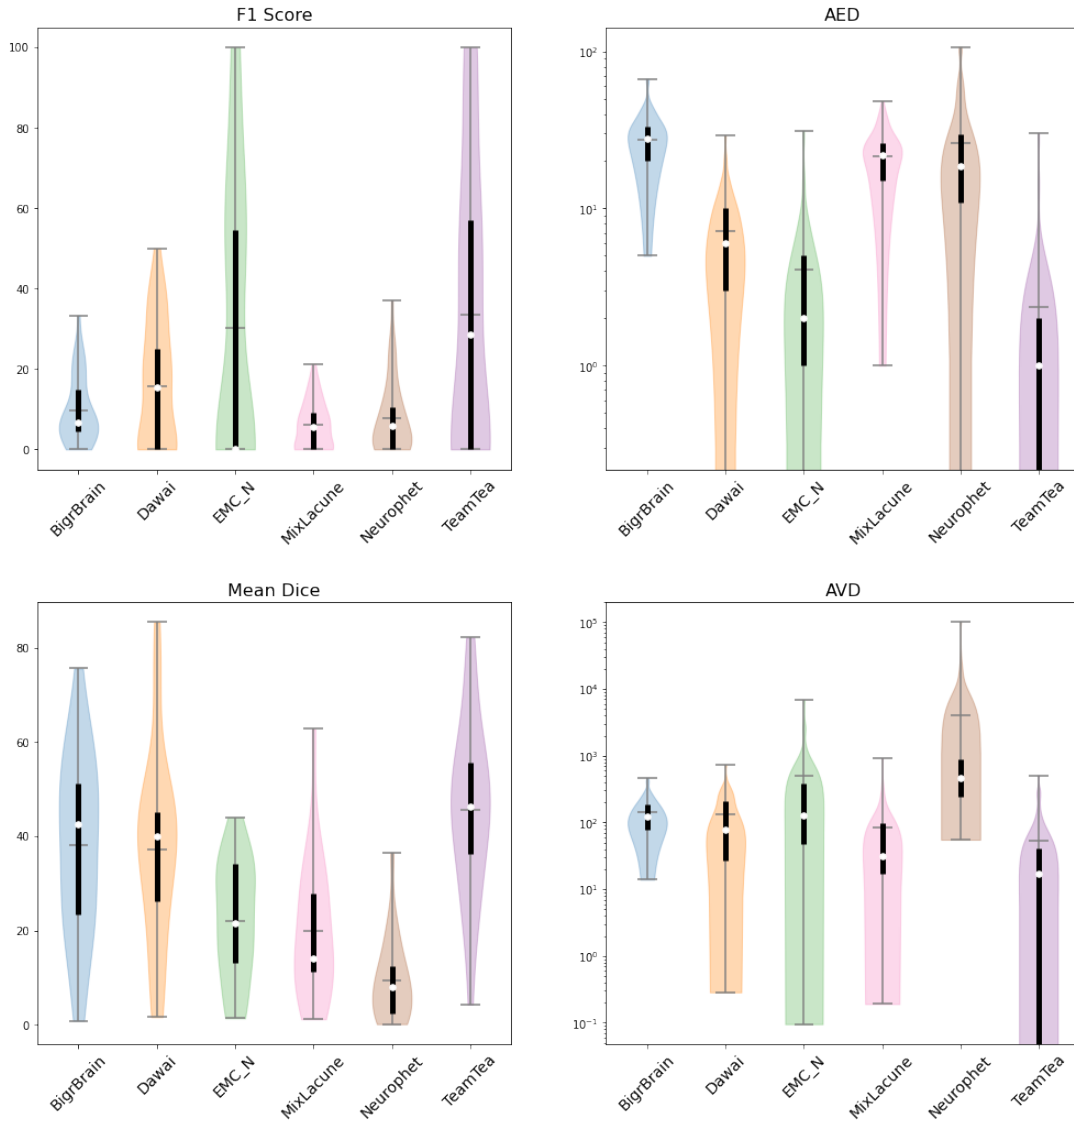 F1 Score
100
80
60
40
20
0
BigrBrain
Dawai
EMC_N
MixLacune
Neurophet
TeamTea
AED
10²
10¹
10⁰
BigrBrain
Dawai
EMC_N
MixLacune
Neurophet
TeamTea
Mean Dice
80
60
40
20
0
BigrBrain
Dawai
EMC_N
MixLacune
Neurophet
TeamTea
AVD
10⁵
10⁴
10³
10²
10¹
10⁰
10⁻¹
BigrBrain
Dawai
EMC_N
MixLacune
Neurophet
TeamTea